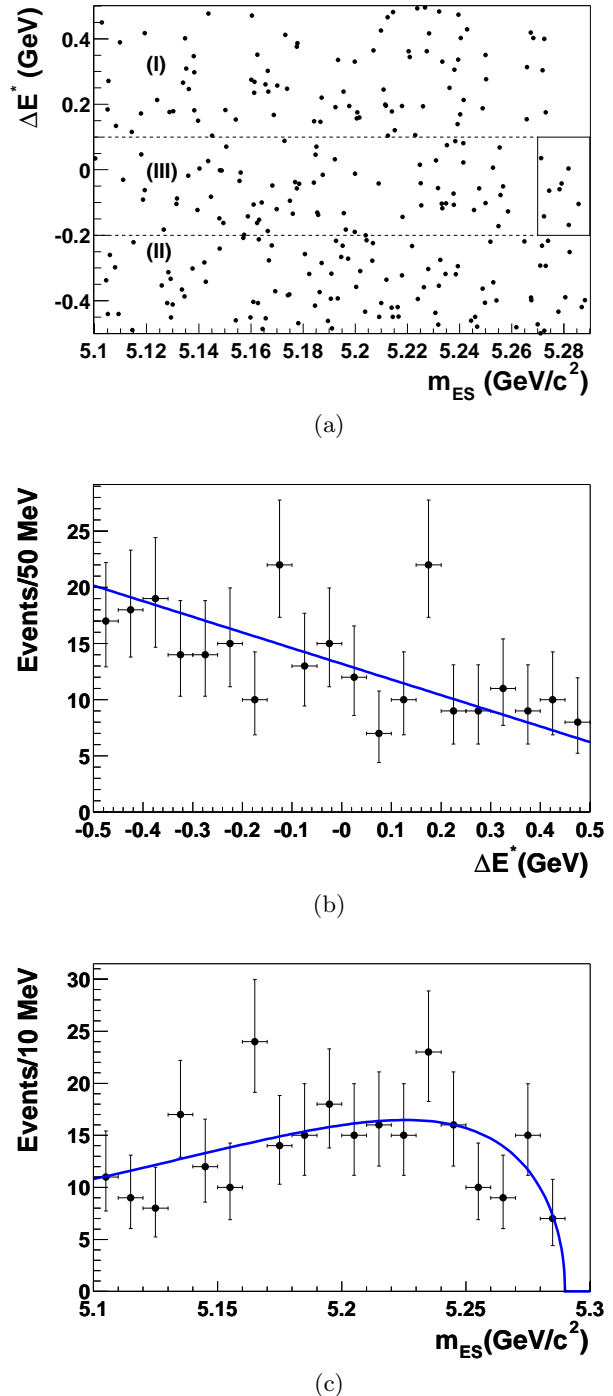 ΔE* (GeV)
0.4
(I)
0.2
0
(III)
-0.2
(II)
-0.4
5.1 5.12 5.14 5.16 5.18 5.2 5.22 5.24 5.26 5.28
m_ES (GeV/c²)
(a)
Events/50 MeV
25
20
15
10
5
0
-0.5 -0.4 -0.3 -0.2 -0.1 -0 0.1 0.2 0.3 0.4 0.5
ΔE*(GeV)
(b)
Events/10 MeV
30
25
20
15
10
5
0
5.1 5.15 5.2 5.25 5.3
m_ES(GeV/c²)
(c)